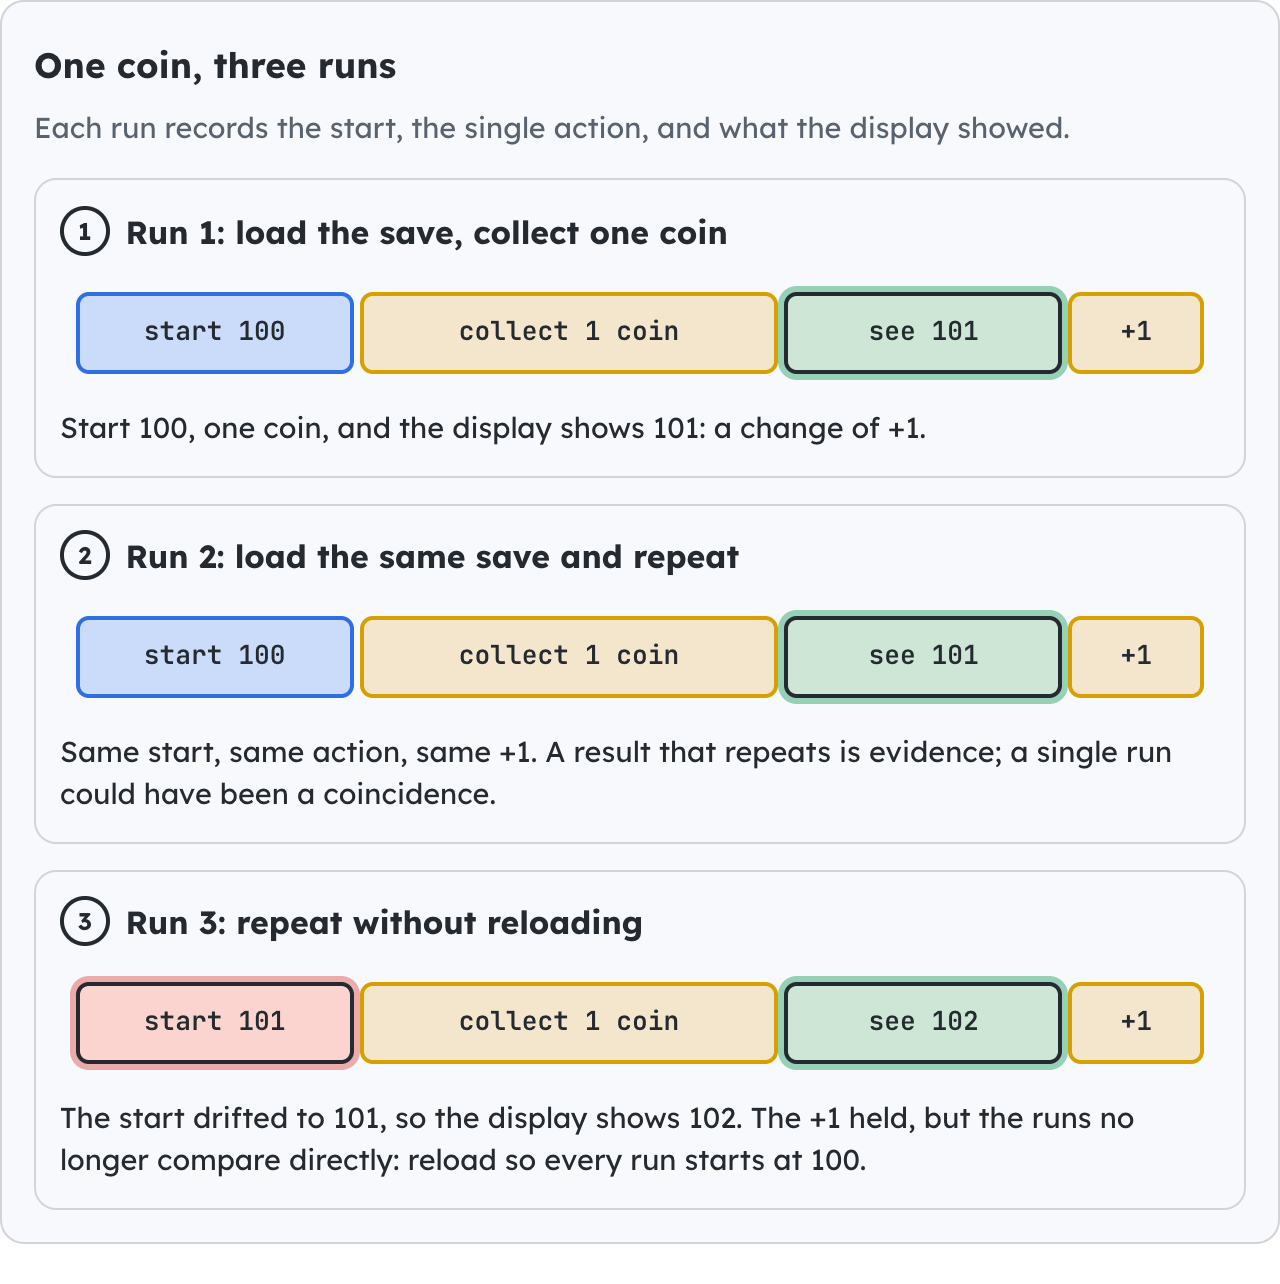 One coin, three runs
Each run records the start, the single action, and what the display showed.
1 Run 1: load the save, collect one coin
start 100 collect 1 coin see 101 +1
Start 100, one coin, and the display shows 101: a change of +1.
2 Run 2: load the same save and repeat
start 100 collect 1 coin see 101 +1
Same start, same action, same +1. A result that repeats is evidence; a single run
could have been a coincidence.
3 Run 3: repeat without reloading
start 101 collect 1 coin see 102 +1
The start drifted to 101, so the display shows 102. The +1 held, but the runs no
longer compare directly: reload so every run starts at 100.